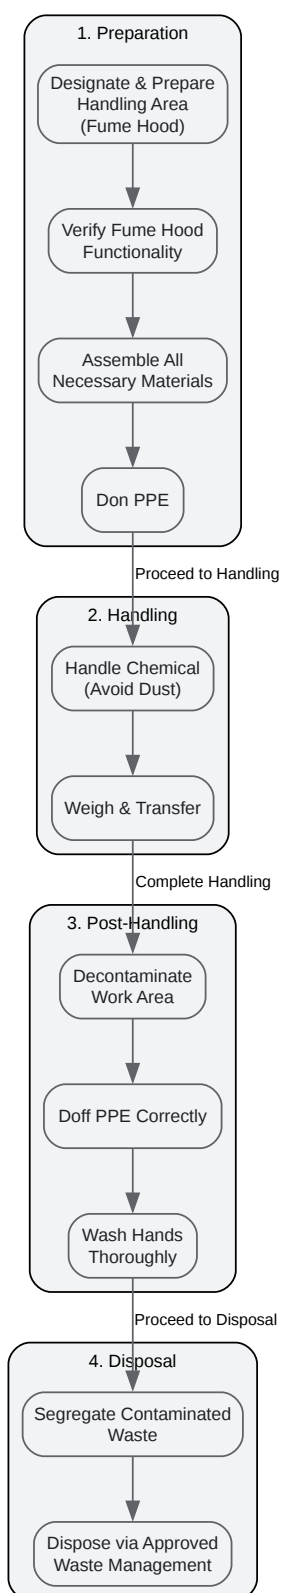 1. Preparation
Designate & Prepare
Handling Area
(Fume Hood)
Verify Fume Hood
Functionality
Assemble All
Necessary Materials
Don PPE
Proceed to Handling
2. Handling
Handle Chemical
(Avoid Dust)
Weigh & Transfer
Complete Handling
3. Post-Handling
Decontaminate
Work Area
Doff PPE Correctly
Wash Hands
Thoroughly
Proceed to Disposal
4. Disposal
Segregate Contaminated
Waste
Dispose via Approved
Waste Management